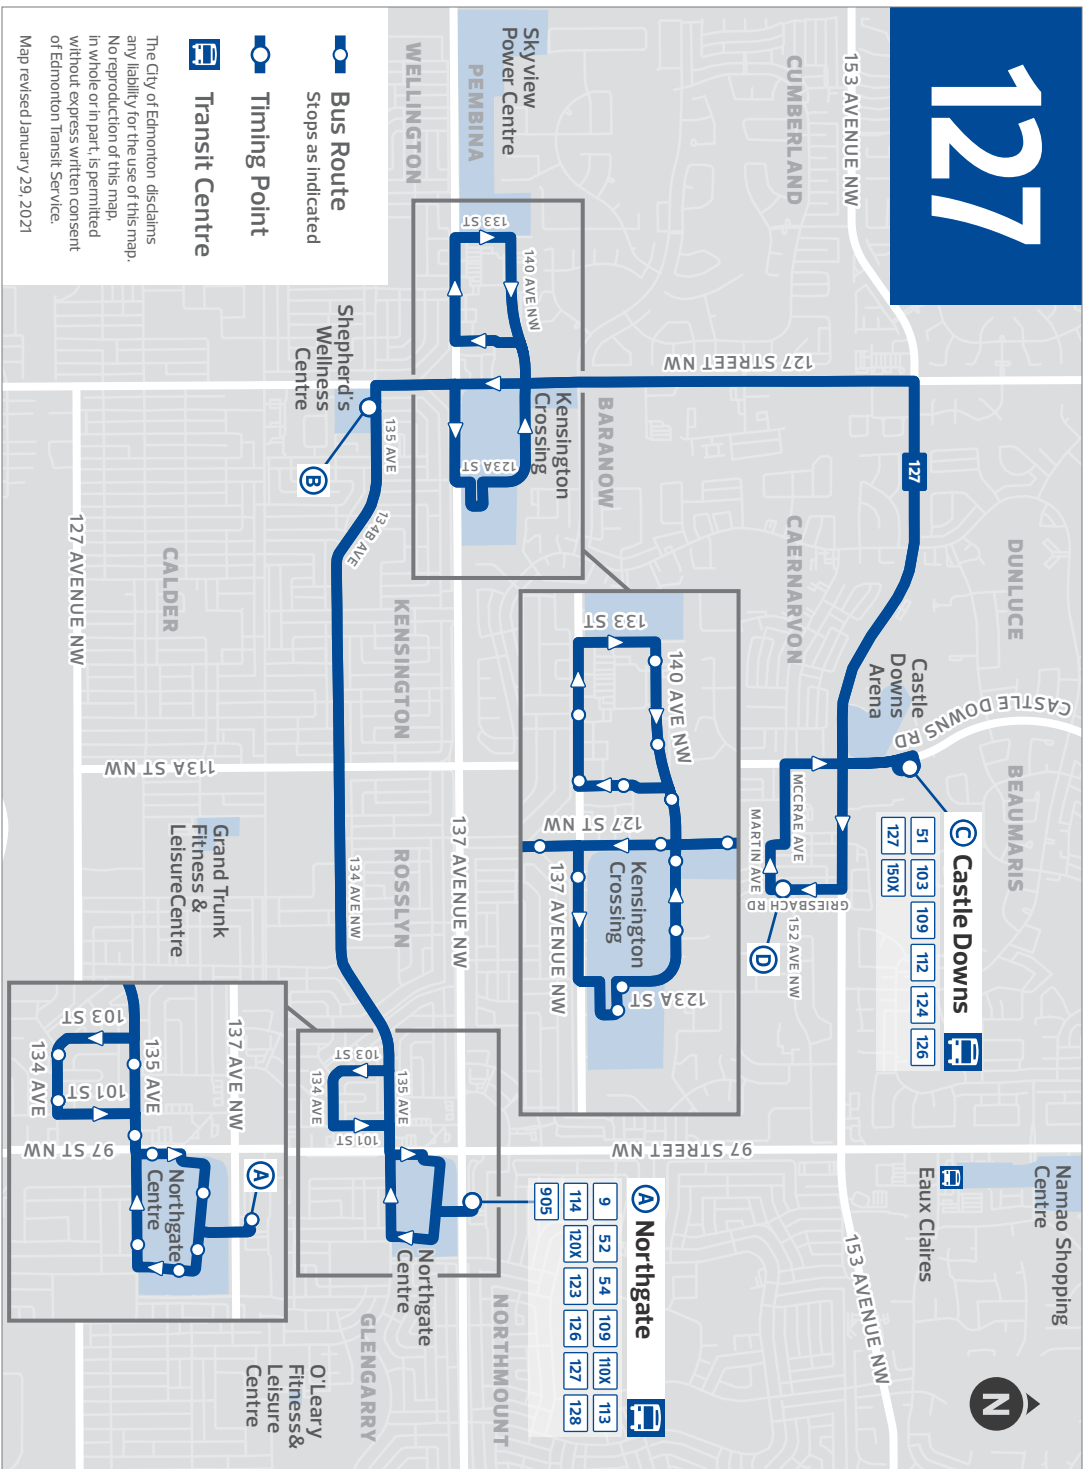 127
153 AVENUE NW
CUMBERLAND
Skyview
Power Centre
PEMBINA
WELLINGTON
Bus Route
Stops as indicated
Timing Point
Transit Centre
The City of Edmonton disclaims
any liability for the use of this map.
No reproduction of this map,
in whole or in part, is permitted
without express written consent
of Edmonton Transit Service.
Map revised January 29, 2021
133 ST
140 AVE NW
127 STREET NW
Kensington
Crossing
123A ST
BARANOW
Shepherd's
Wellness
Centre
135 AVE
B
134B AVE
127
DUNLUCE
CAERNARVON
Castle
Downs
Arena
CASTLE DOWNS RD
BEAUMARIS
C Castle Downs
51 103 109 112 124 126
127 150X
MCCRAE AVE
MARTIN AVE
GRIESBACH RD
152 AVE NW
D
133 ST
140 AVE NW
127 ST NW
Kensington
Crossing
137 AVENUE NW
123A ST
KENSINGTON
CALDER
127 AVENUE NW
113A ST NW
137 AVENUE NW
ROSSLYN
134 AVE NW
Grand Trunk
Fitness &
Leisure Centre
103 ST
135 AVE
134 AVE
101 ST
97 STREET NW
Northgate
Centre
137 AVE NW
103 ST
135 AVE
101 ST
134 AVE
97 ST NW
A
Northgate
Centre
A Northgate
9 52 54 109 110X 113
114 120X 123 126 127 128
905
Namao Shopping
Centre
Eaux Claires
153 AVENUE NW
NORTHMOUNT
GLENGARRY
O'Leary
Fitness &
Leisure
Centre
N